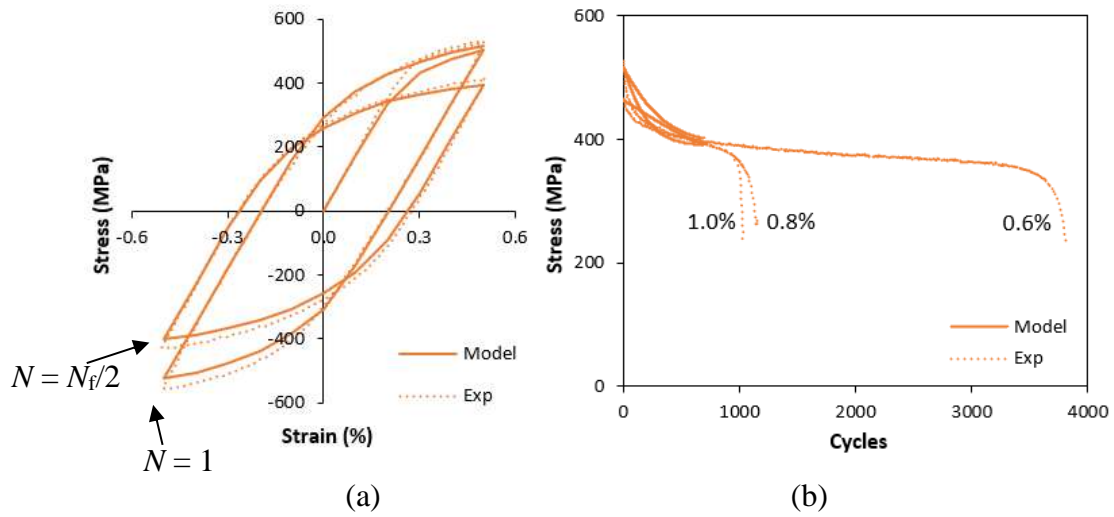 600
400
200
0
-200
-400
-600
-0.6
-0.3
0.0
0.3
0.6
Stress (MPa)
Strain (%)
Model
Exp
N = Nf/2
N = 1
(a)
600
400
200
0
0
1000
2000
3000
4000
Stress (MPa)
Cycles
1.0%
0.8%
0.6%
Model
Exp
(b)